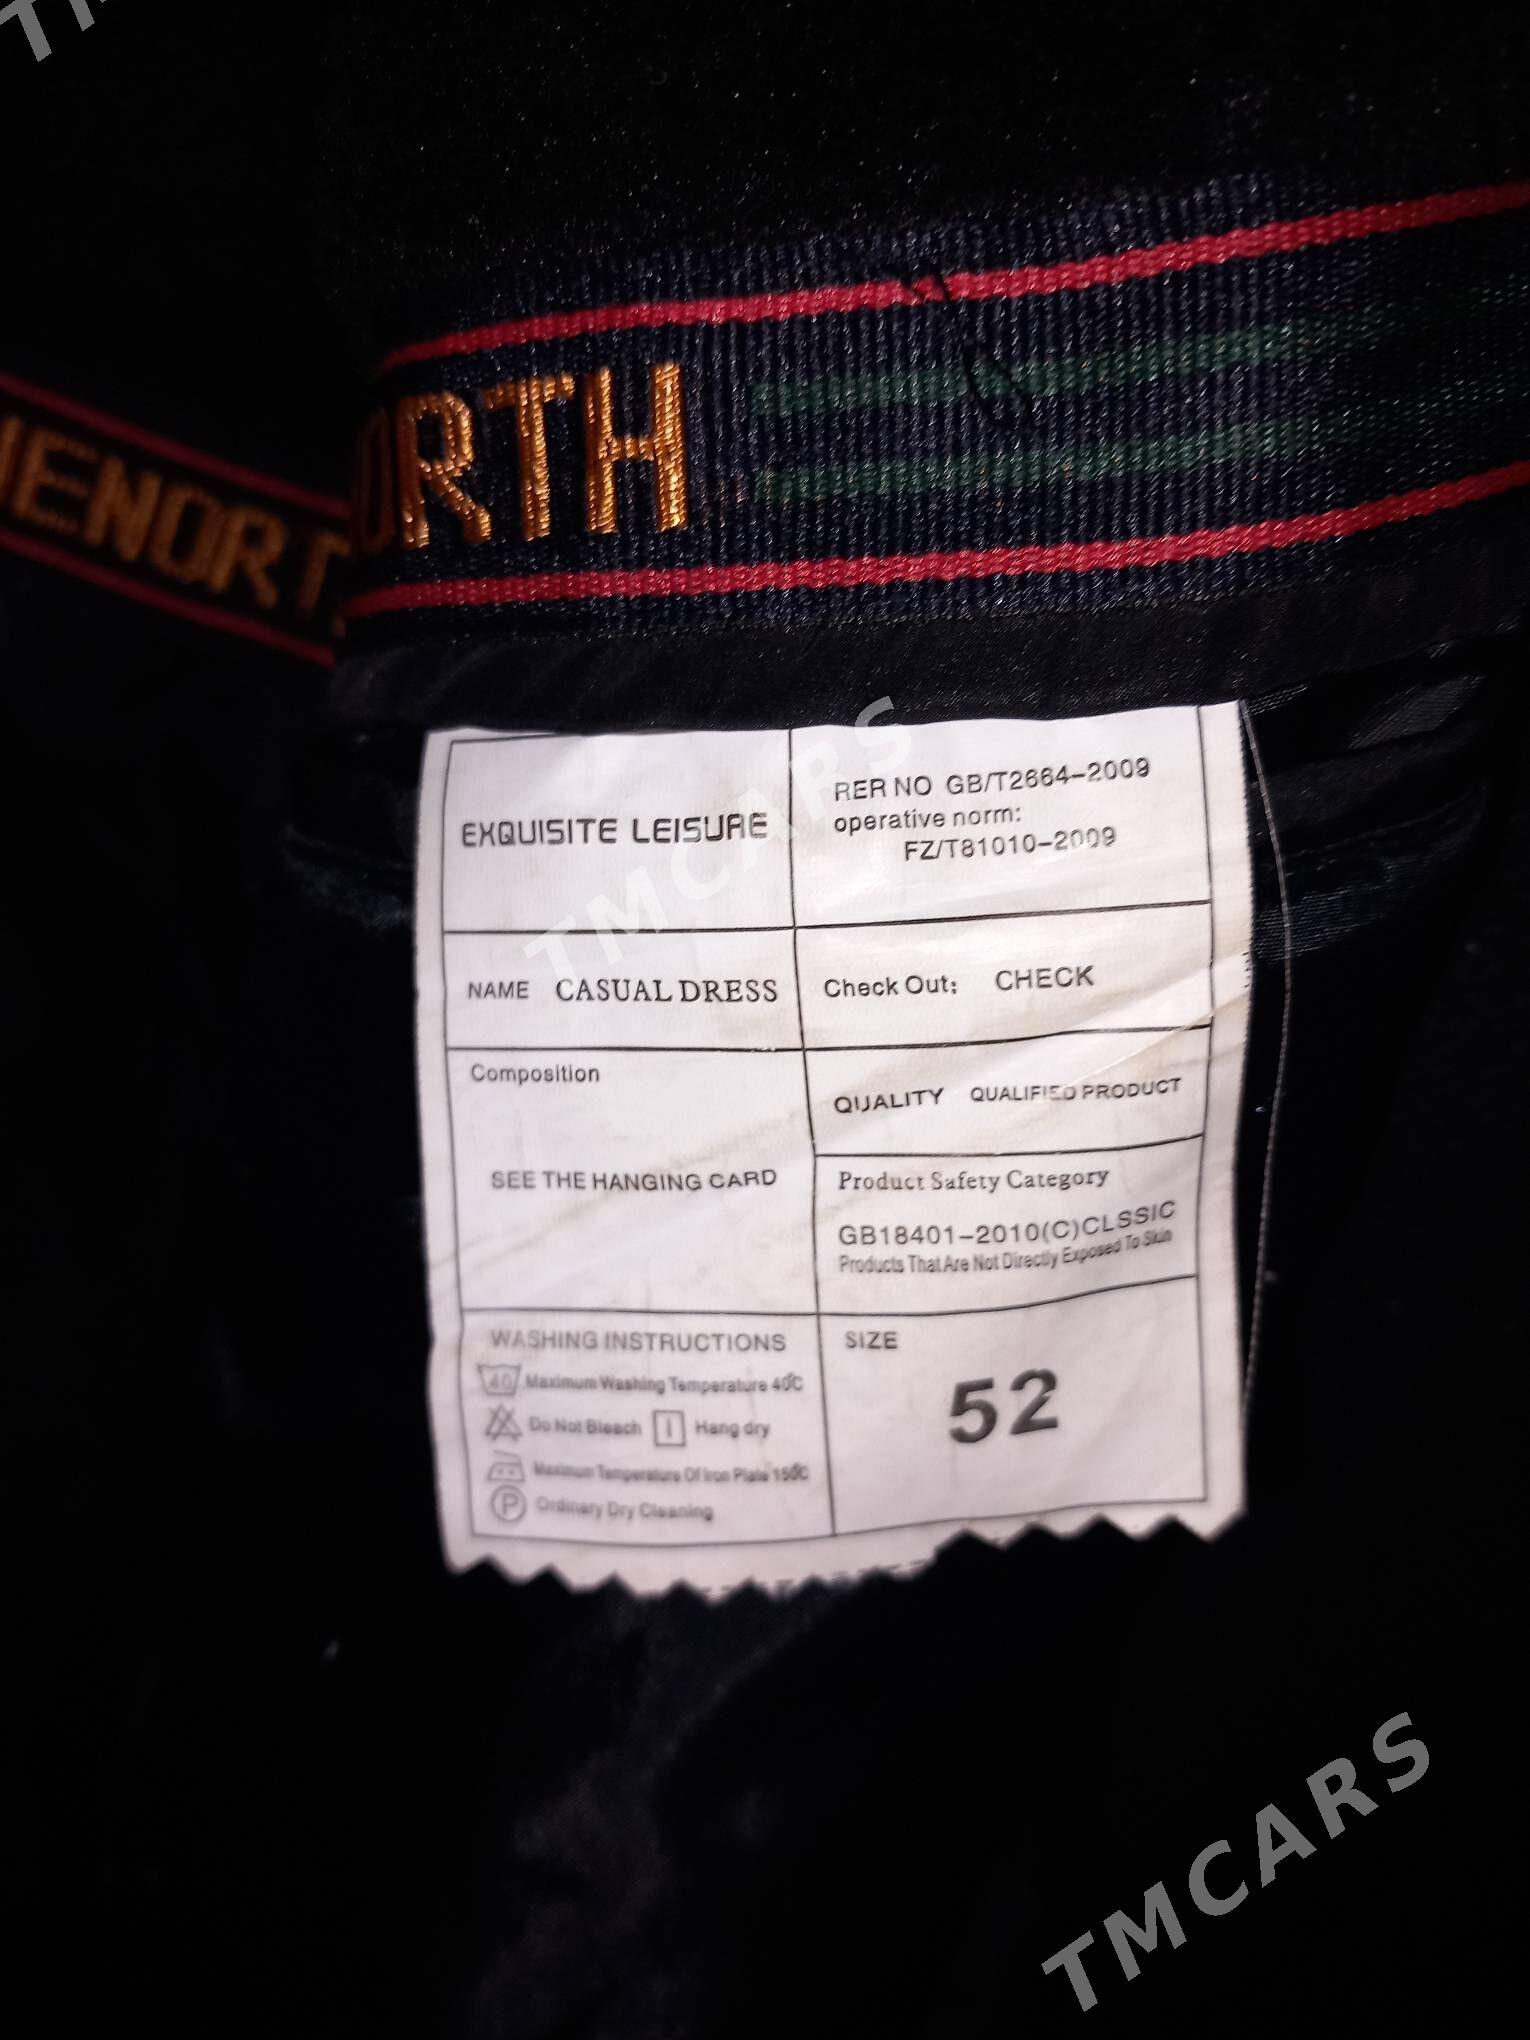 ORTH
IENORT
EXQUISITE LEISURE
RER NO GB/T2664-2009
operative norm:
FZ/T81010-2009
NAME CASUAL DRESS
Check Out: CHECK
Composition
SEE THE HANGING CARD
QUALITY QUALIFIED PRODUCT
Product Safety Category
GB18401-2010(C)CLSSIC
Products That Are Not Directly Exposed To Skin
WASHING INSTRUCTIONS
40 Maximum Washing Temperature 40℃
Do Not Bleach Hang dry
Maximum Temperature Of Iron Plate 150℃
P Ordinary Dry Cleaning
SIZE
52
TMCARS
TMCARS